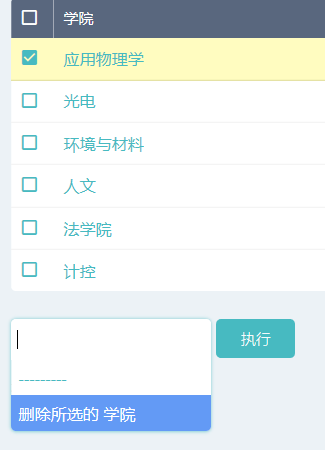 学院
应用物理学
光电
环境与材料
人文
法学院
计控
执行
---------
删除所选的 学院